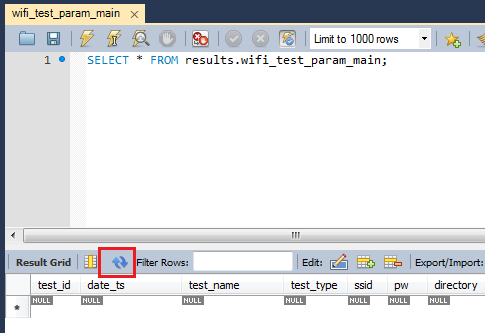 wifi_test_param_main
Limit to 1000 rows
1 SELECT * FROM results.wifi_test_param_main;
Result Grid Filter Rows: Edit: Export/Import:
test_id date_ts test_name test_type ssid pw directory
* NULL NULL NULL NULL NULL NULL NULL